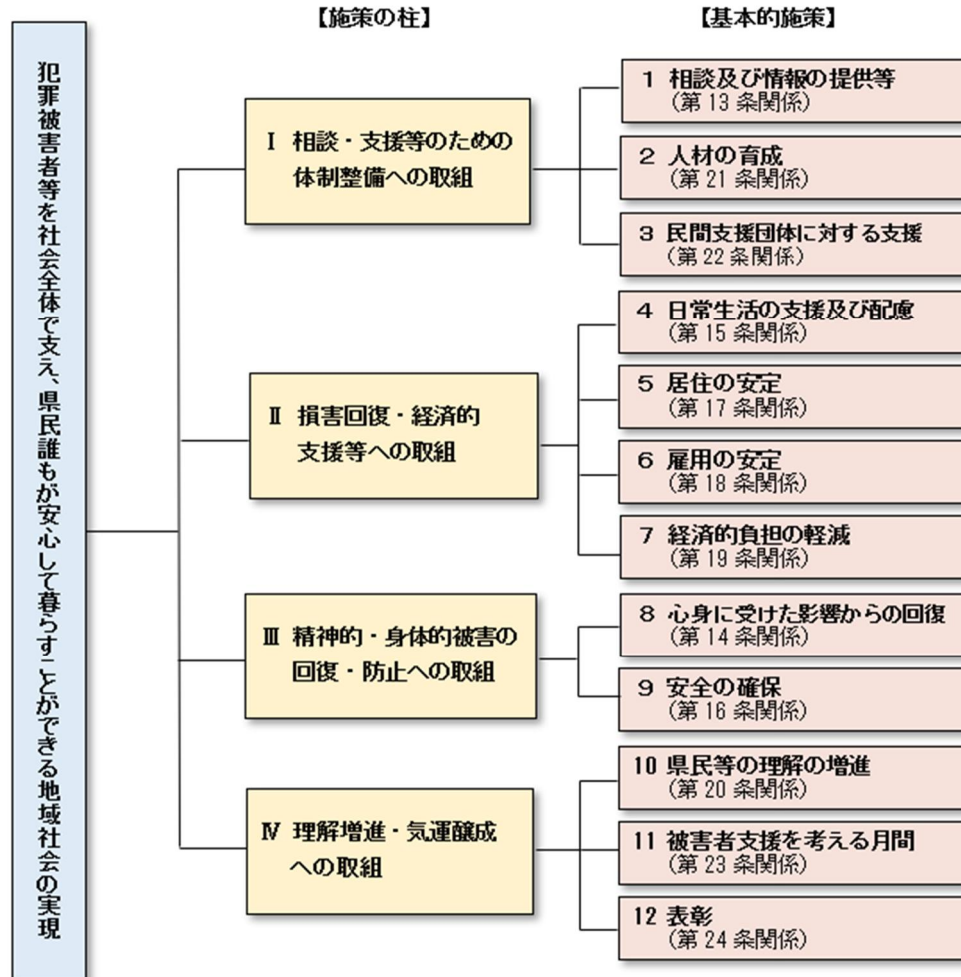 【施策の柱】
【基本的施策】
犯罪被害者等を社会全体で支え、県民誰もが安心して暮らすことができる地域社会の実現
Ⅰ 相談・支援等のための
体制整備への取組
1 相談及び情報の提供等
(第 13 条関係)
2 人材の育成
(第 21 条関係)
3 民間支援団体に対する支援
(第 22 条関係)
Ⅱ 損害回復・経済的
支援等への取組
4 日常生活の支援及び配慮
(第 15 条関係)
5 居住の安定
(第 17 条関係)
6 雇用の安定
(第 18 条関係)
7 経済的負担の軽減
(第 19 条関係)
Ⅲ 精神的・身体的被害の
回復・防止への取組
8 心身に受けた影響からの回復
(第 14 条関係)
9 安全の確保
(第 16 条関係)
Ⅳ 理解増進・気運醸成
への取組
10 県民等の理解の増進
(第 20 条関係)
11 被害者支援を考える月間
(第 23 条関係)
12 表彰
(第 24 条関係)